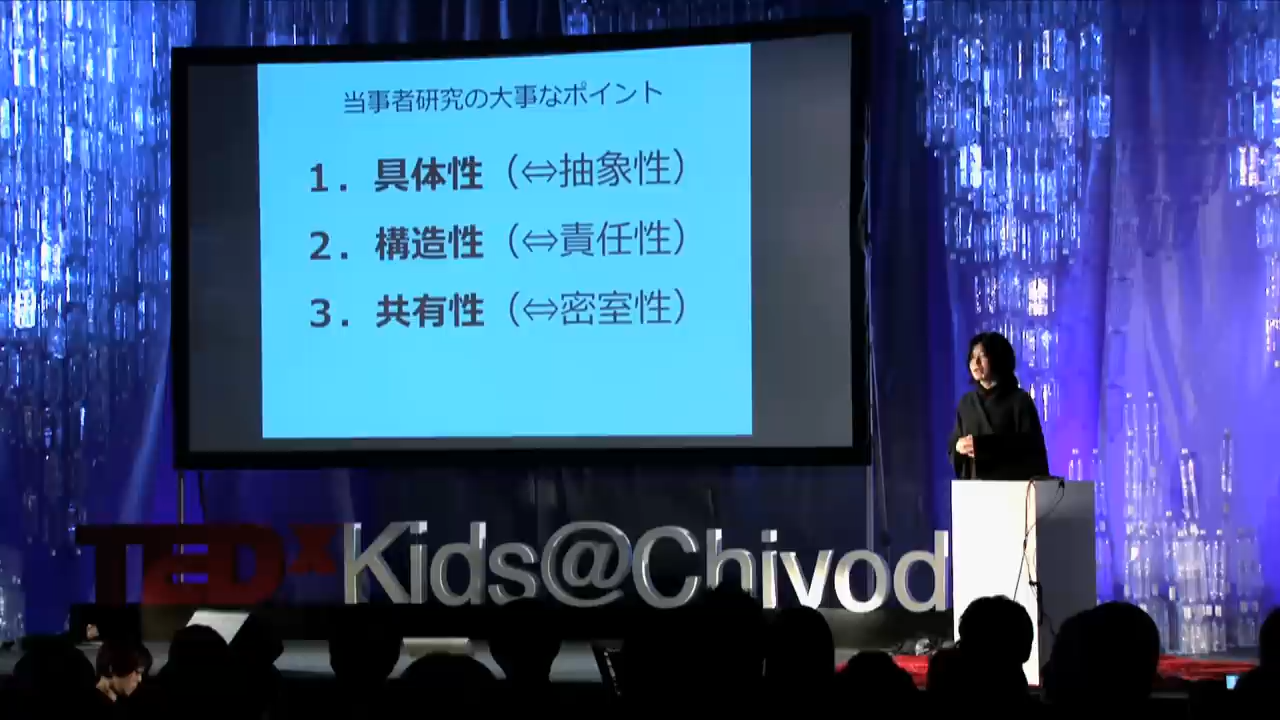 当事者研究の大事なポイント
1．具体性（⇔抽象性）
2．構造性（⇔責任性）
3．共有性（⇔密室性）
TEDxKids@Chiyod